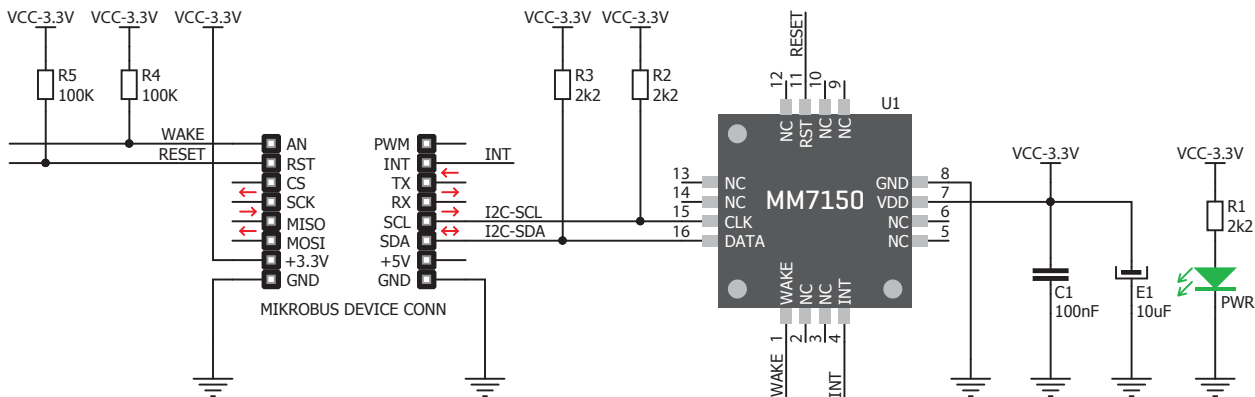 VCC-3.3V VCC-3.3V VCC-3.3V
VCC-3.3V VCC-3.3V
R5
100K
R4
100K
R3
2k2
R2
2k2
WAKE
RESET
AN
RST
CS
SCK
MISO
MOSI
+3.3V
GND
PWM
INT
TX
RX
SCL
SDA
+5V
GND
INT
I2C-SCL
I2C-SDA
MIKROBUS DEVICE CONN
RESET
12
11
10
9
NC
RST
NC
NC
U1
13 NC
14 NC
15 CLK
16 DATA
MM7150
GND 8
VDD 7
NC 6
NC 5
WAKE
NC
NC
INT
1
2
3
4
WAKE
INT
VCC-3.3V
C1
100nF
E1
10uF
VCC-3.3V
R1
2k2
PWR